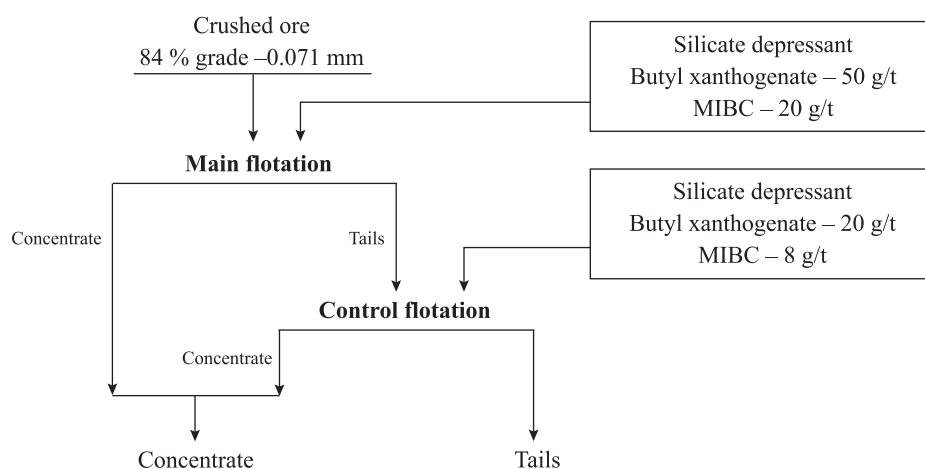 Crushed ore
84 % grade –0.071 mm
Silicate depressant
Butyl xanthogenate – 50 g/t
MIBC – 20 g/t
Main flotation
Silicate depressant
Butyl xanthogenate – 20 g/t
MIBC – 8 g/t
Concentrate
Tails
Control flotation
Concentrate
Concentrate
Tails